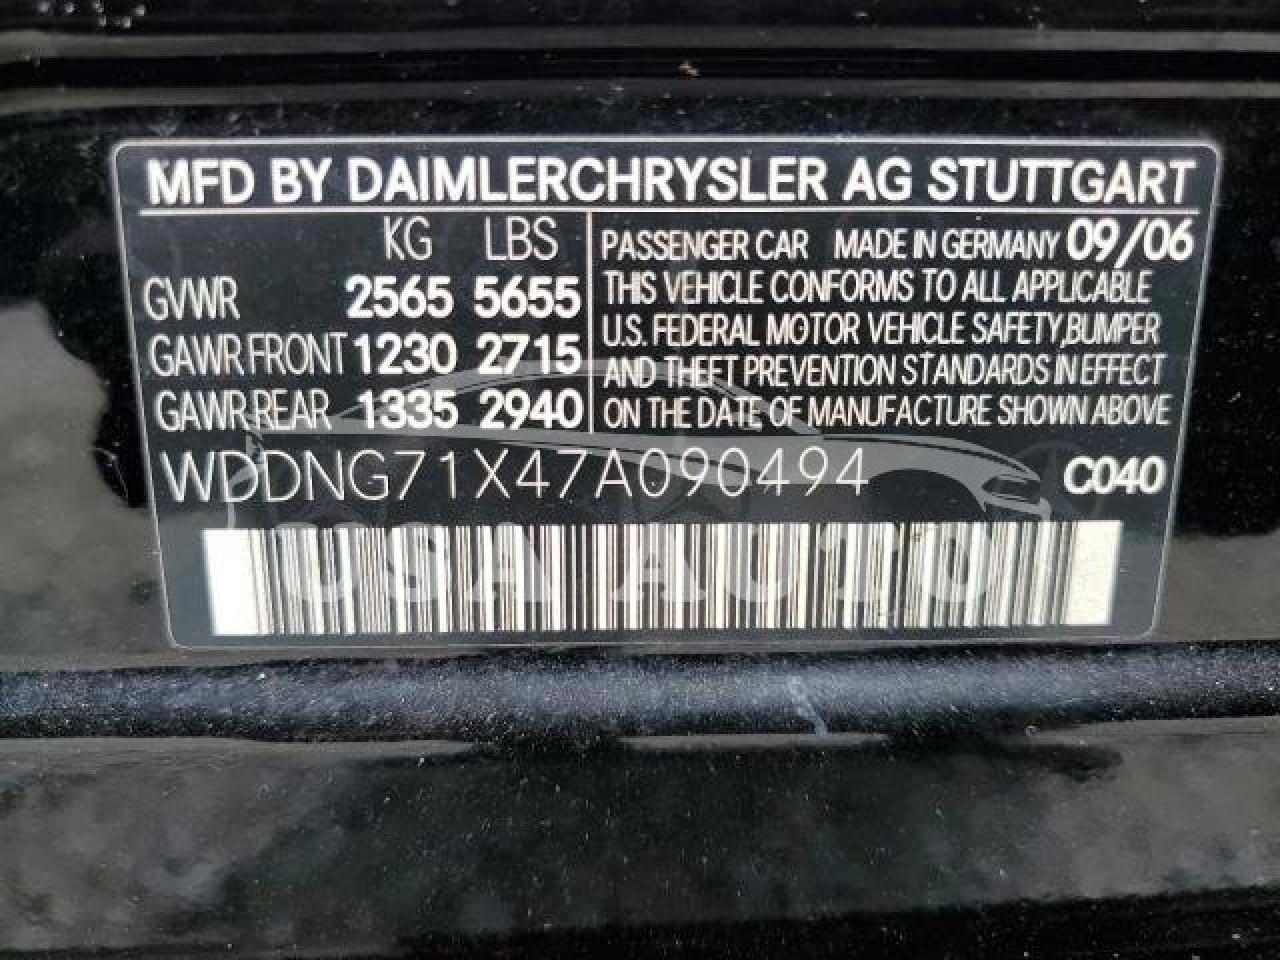 MFD BY DAIMLERCHRYSLER AG STUTTGART
KG LBS
GVWR 2565 5655
GAWR FRONT 1230 2715
GAWR REAR 1335 2940
PASSENGER CAR MADE IN GERMANY 09/06
THIS VEHICLE CONFORMS TO ALL APPLICABLE
U.S. FEDERAL MOTOR VEHICLE SAFETY,BUMPER
AND THEFT PREVENTION STANDARDS IN EFFECT
ON THE DATE OF MANUFACTURE SHOWN ABOVE
WDDNG71X47A090494 C040
USA AUTO